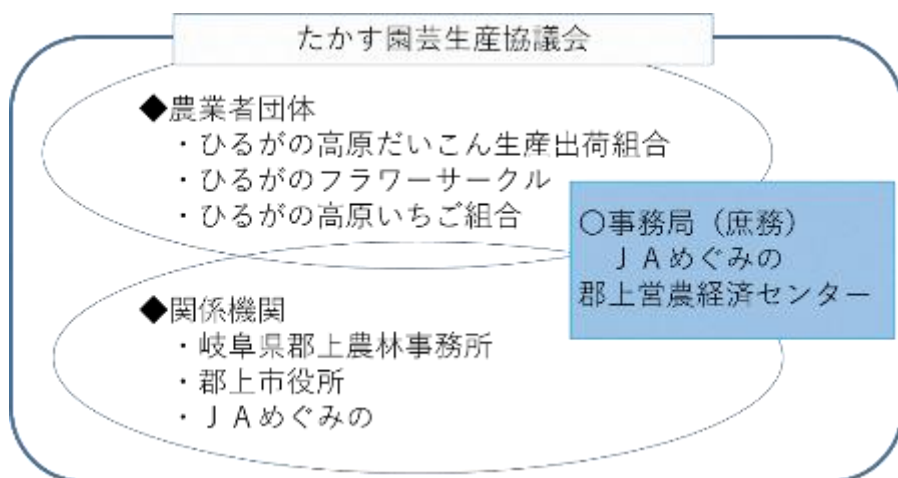 たかす園芸生産協議会
◆農業者団体
・ひるがの高原だいこん生産出荷組合
・ひるがのフラワーサークル
・ひるがの高原いちご組合
○事務局（庶務）
ＪＡめぐみの
郡上営農経済センター
◆関係機関
・岐阜県郡上農林事務所
・郡上市役所
・ＪＡめぐみの